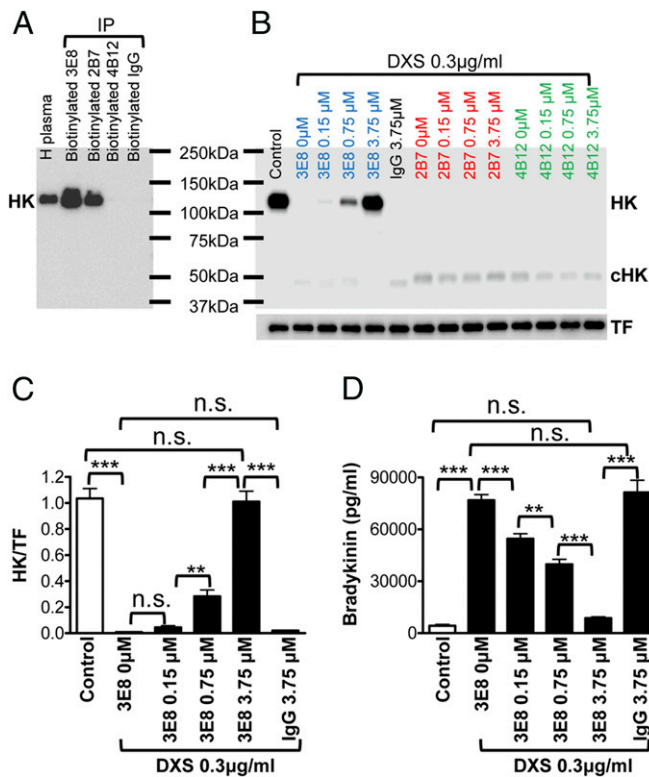 A
IP
H plasma
Biotinylated 3E8
Biotinylated 2B7
Biotinylated 4B12
Biotinylated IgG
HK
250kDa
150kDa
100kDa
75kDa
50kDa
37kDa
B
DXS 0.3µg/ml
Control
3E8 0µM
3E8 0.15 µM
3E8 0.75 µM
3E8 3.75 µM
IgG 3.75µM
2B7 0µM
2B7 0.15 µM
2B7 0.75 µM
2B7 3.75 µM
4B12 0µM
4B12 0.15 µM
4B12 0.75 µM
4B12 3.75µM
HK
cHK
TF
C
n.s.
n.s.
***
***
***
**
n.s.
HK/TF
1.2
1.0
0.8
0.6
0.4
0.2
0.0
Control
3E8 0µM
3E8 0.15 µM
3E8 0.75 µM
3E8 3.75 µM
IgG 3.75 µM
DXS 0.3µg/ml
D
n.s.
n.s.
***
***
**
***
***
Bradykinin (pg/ml)
90000
60000
30000
0
Control
3E8 0µM
3E8 0.15 µM
3E8 0.75 µM
3E8 3.75 µM
IgG 3.75 µM
DXS 0.3µg/ml